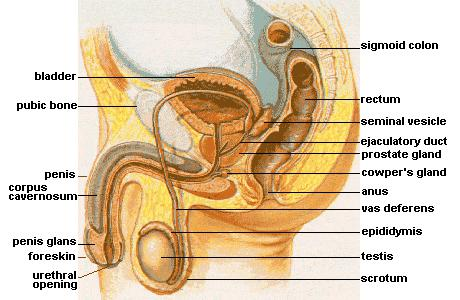 bladder
pubic bone
penis
corpus
cavernosum
penis glans
foreskin
urethral
opening
sigmoid colon
rectum
seminal vesicle
ejaculatory duct
prostate gland
cowper's gland
anus
vas deferens
epididymis
testis
scrotum